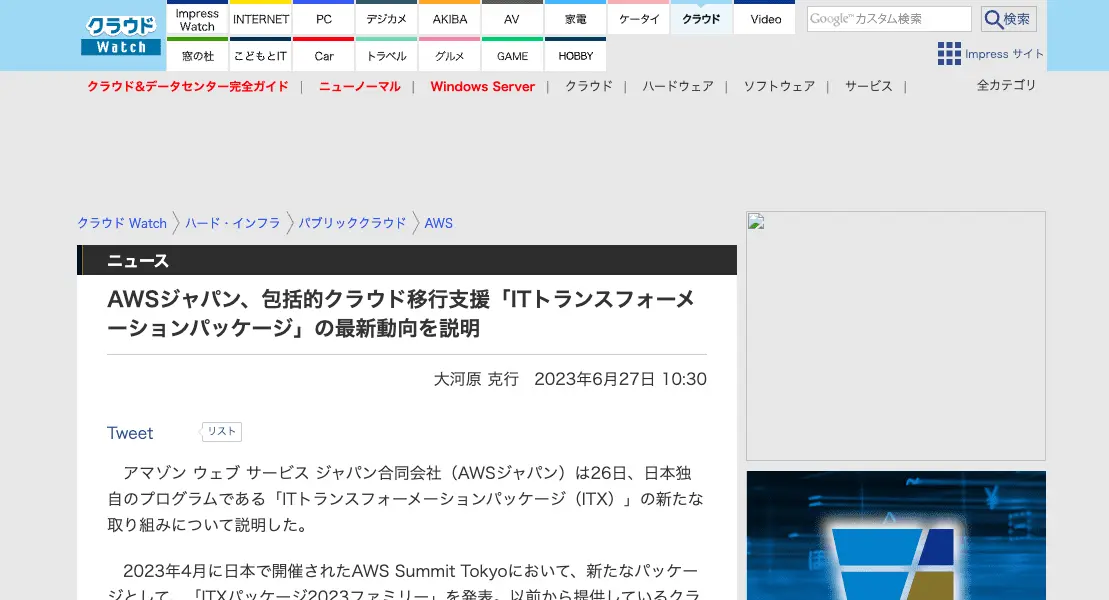 クラウド
Watch
Impress
Watch
INTERNET
PC
デジカメ
AKIBA
AV
家電
ケータイ
クラウド
Video
窓の杜
こどもとIT
Car
トラベル
グルメ
GAME
HOBBY
Google™ カスタム検索
検索
Impress サイト
クラウド&データセンター完全ガイド | ニューノーマル | Windows Server | クラウド | ハードウェア | ソフトウェア | サービス | 全カテゴリ
クラウド Watch 〉ハード・インフラ 〉パブリッククラウド 〉AWS
ニュース
AWSジャパン、包括的クラウド移行支援「ITトランスフォーメ
ーションパッケージ」の最新動向を説明
大河原 克行 2023年6月27日 10:30
Tweet
リスト
アマゾン ウェブ サービス ジャパン合同会社（AWSジャパン）は26日、日本独
自のプログラムである「ITトランスフォーメーションパッケージ（ITX）」の新たな
取り組みについて説明した。
2023年4月に日本で開催されたAWS Summit Tokyoにおいて、新たなパッケー
ジとして、「ITXパッケージ2023ファミリー」を発表。以前から提供しているクラ